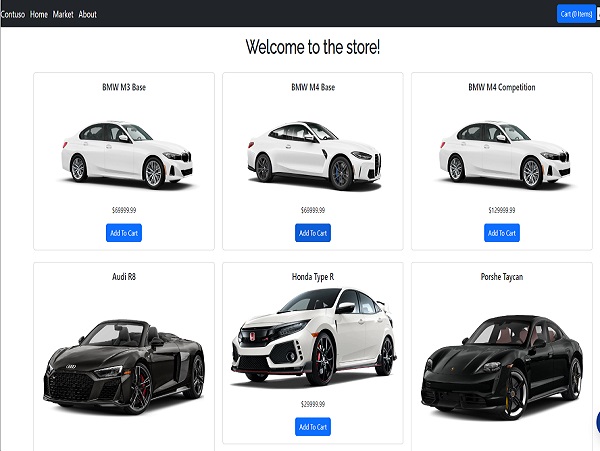 Contuso Home Market About Cart (0 Items)
Welcome to the store!
BMW M3 Base BMW M4 Base BMW M4 Competition
$69999.99 $69999.99 $129999.99
Add To Cart Add To Cart Add To Cart
Audi R8 Honda Type R Porshe Taycan
$29999.99
Add To Cart